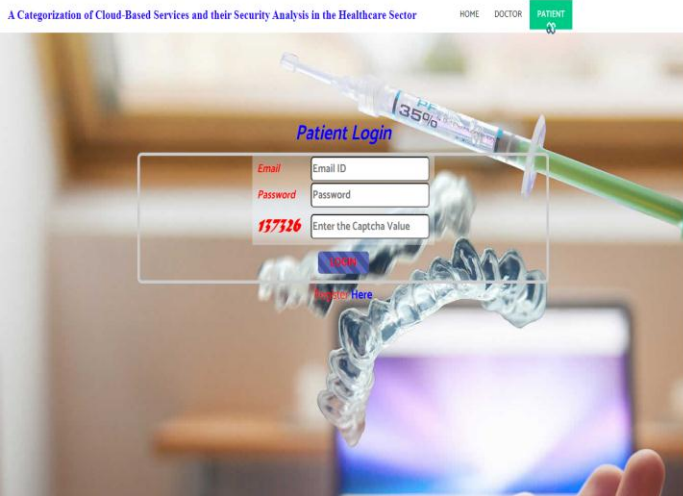 A Categorization of Cloud-Based Services and their Security Analysis in the Healthcare Sector
HOME DOCTOR PATIENT
35%
Patient Login
Email Email ID
Password Password
137326 Enter the Captcha Value
LOGIN
Register Here